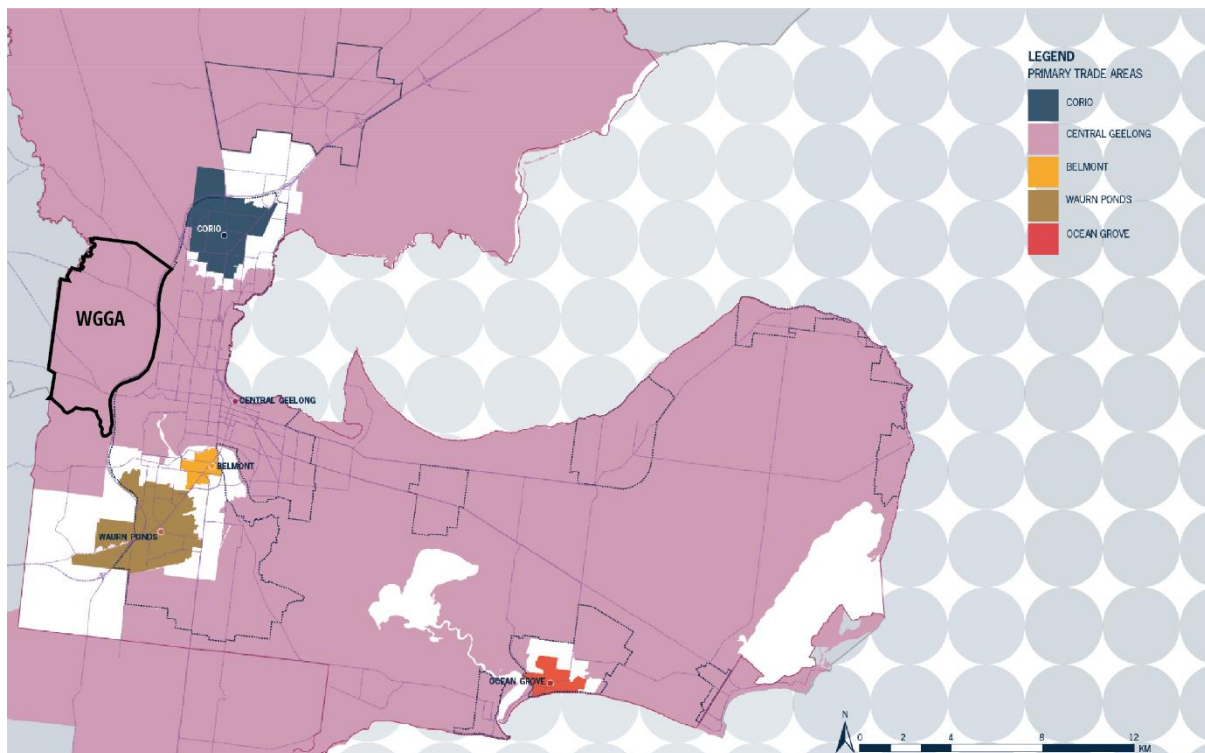 LEGEND
PRIMARY TRADE AREAS
CORIO
CENTRAL GEELONG
BELMONT
WAURN PONDS
OCEAN GROVE
CORIO
WGGA
CENTRAL GEELONG
BELMONT
WAURN PONDS
OCEAN GROVE
N
0 2 4 8 12
KM